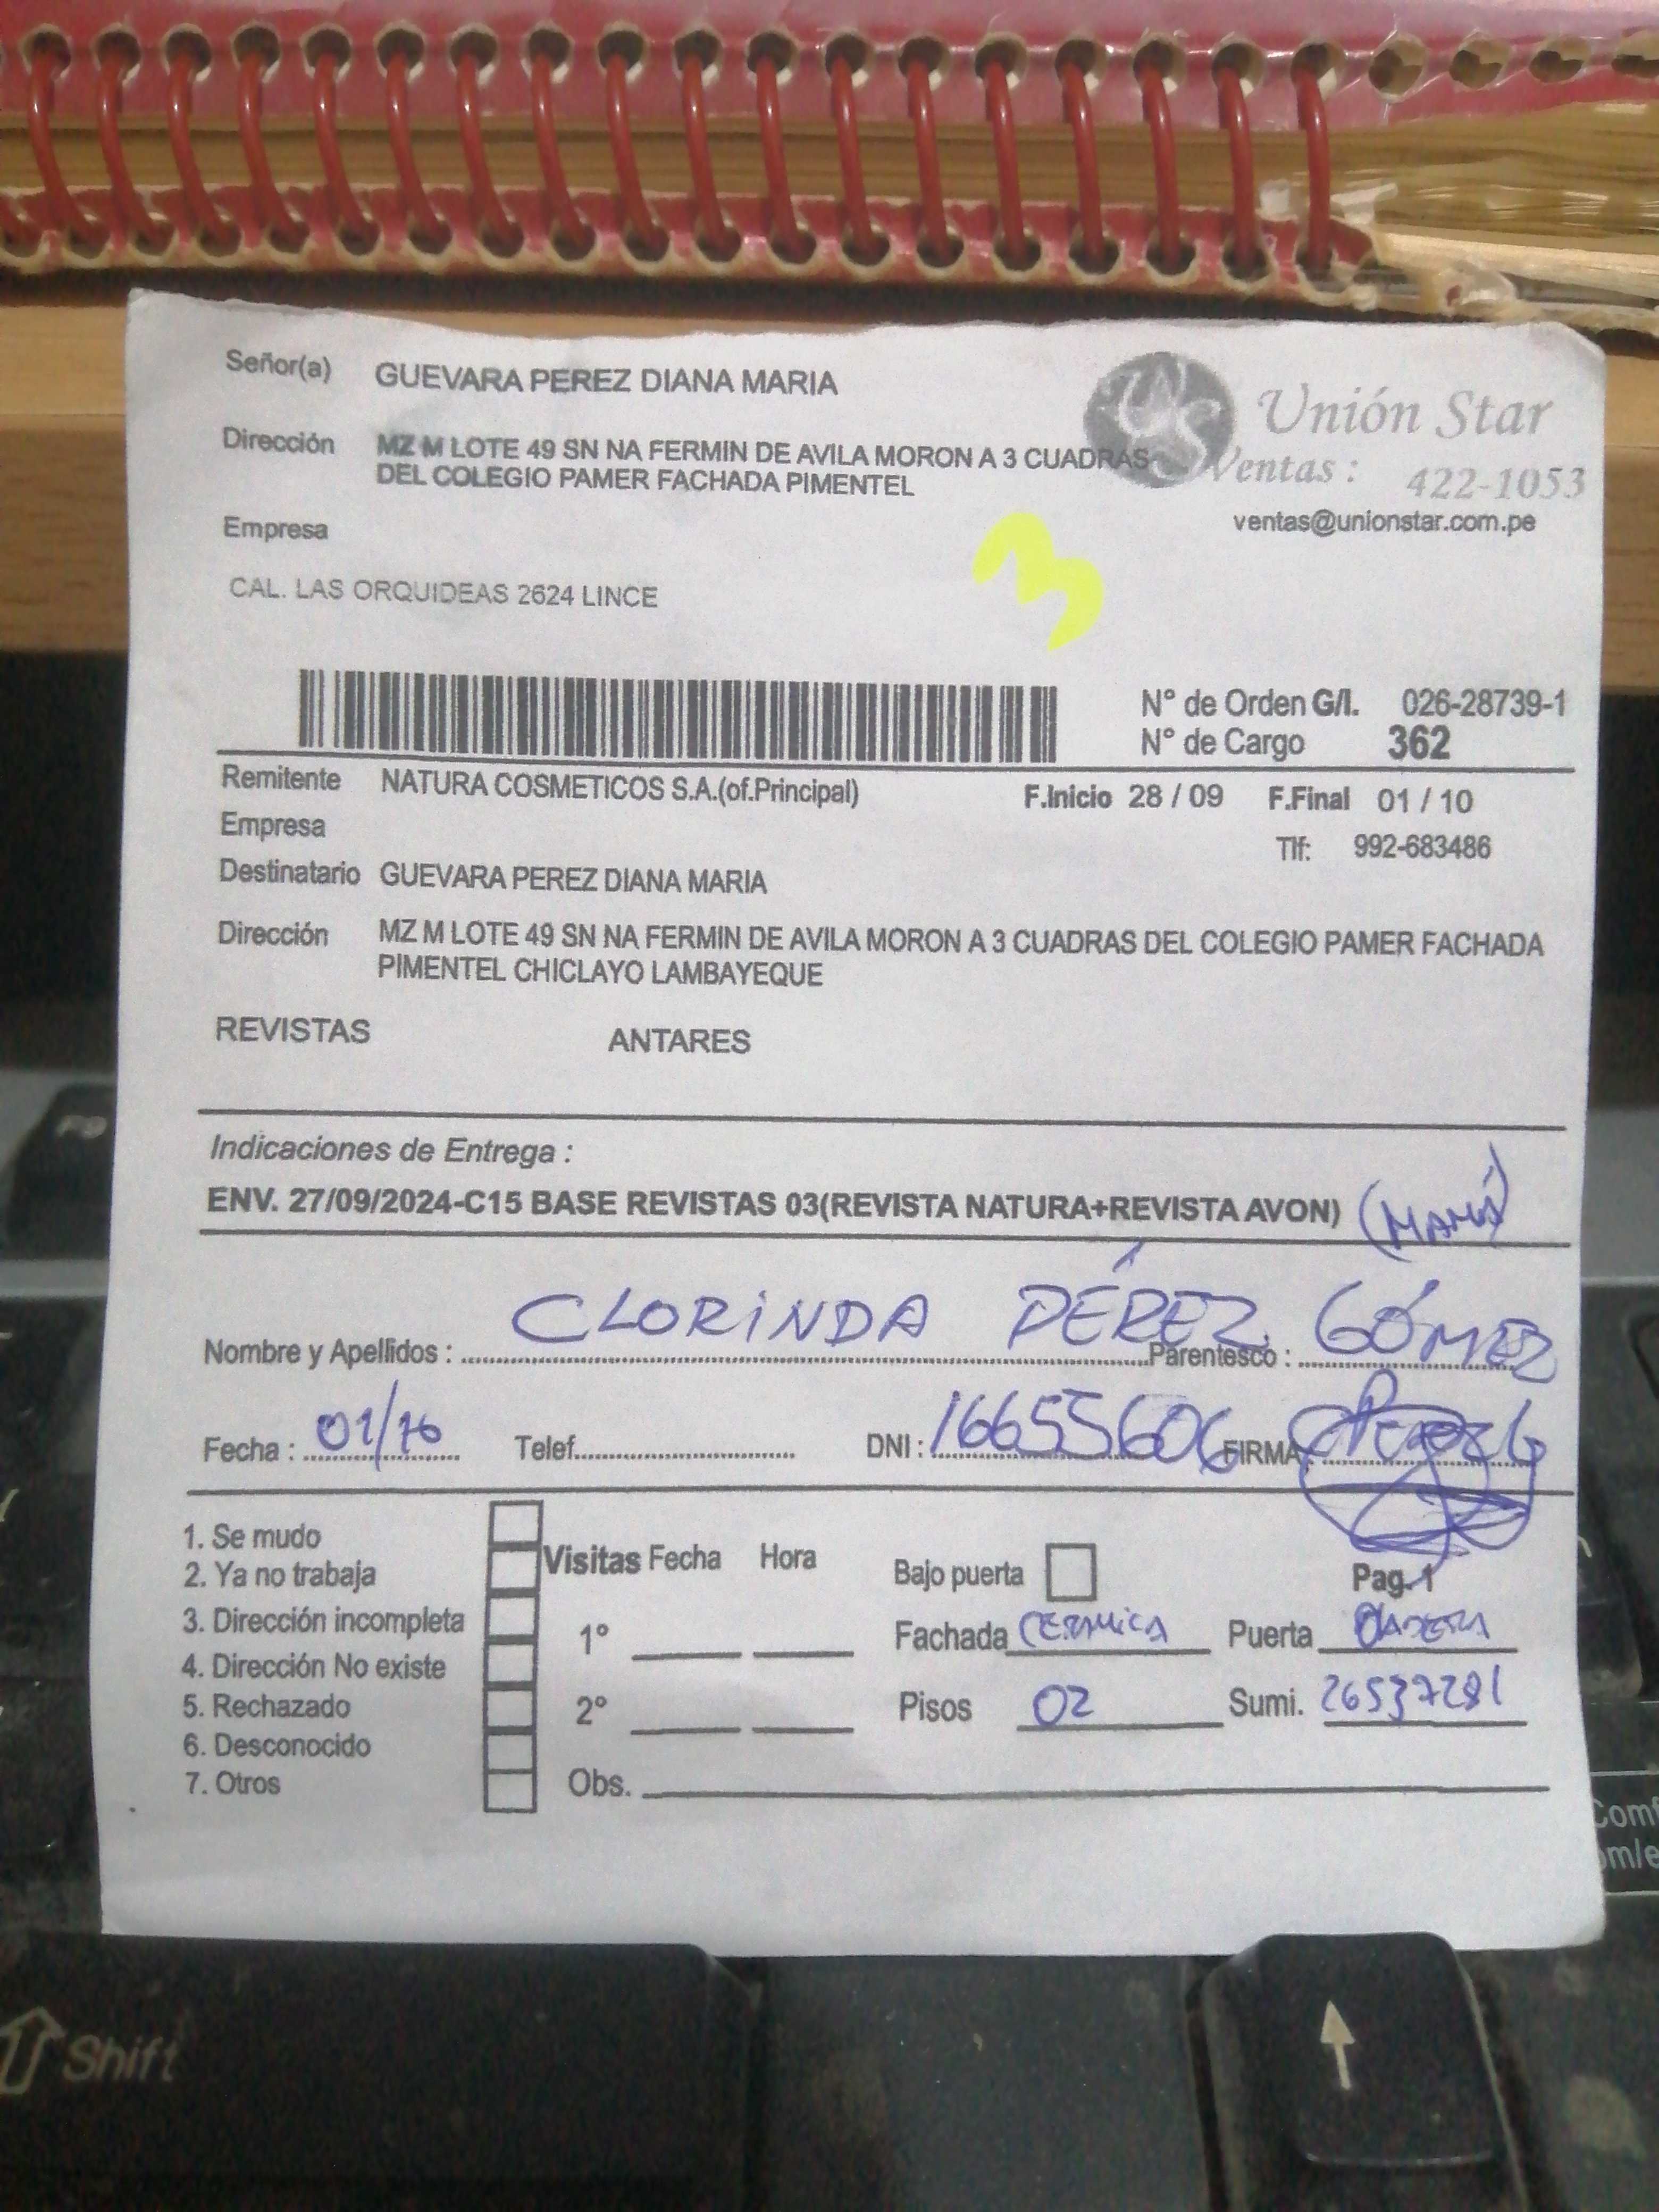 Señor(a) GUEVARA PEREZ DIANA MARIA
Unión Star
Dirección MZ M LOTE 49 SN NA FERMIN DE AVILA MORON A 3 CUADRAS
DEL COLEGIO PAMER FACHADA PIMENTEL
Ventas : 422-1053
ventas@unionstar.com.pe
Empresa
3
CAL. LAS ORQUIDEAS 2624 LINCE
N° de Orden G/I. 026-28739-1
N° de Cargo 362
Remitente NATURA COSMETICOS S.A.(of.Principal) F.Inicio 28 / 09 F.Final 01 / 10
Empresa
Tlf: 992-683486
Destinatario GUEVARA PEREZ DIANA MARIA
Dirección MZ M LOTE 49 SN NA FERMIN DE AVILA MORON A 3 CUADRAS DEL COLEGIO PAMER FACHADA
PIMENTEL CHICLAYO LAMBAYEQUE
REVISTAS ANTARES
Indicaciones de Entrega :
ENV. 27/09/2024-C15 BASE REVISTAS 03(REVISTA NATURA+REVISTA AVON) (MAMÁ)
Nombre y Apellidos : CLORINDA PÉREZ GÓMEZ Parentesco :
Fecha : 01/10 Telef. DNI : 16655606 FIRMA:
1. Se mudo
2. Ya no trabaja
3. Dirección incompleta
4. Dirección No existe
5. Rechazado
6. Desconocido
7. Otros
Visitas Fecha Hora
1°
2°
Obs.
Bajo puerta Pag. 1
Fachada CERMICA Puerta MADERA
Pisos 02 Sumi. 26537281
F9
Shift